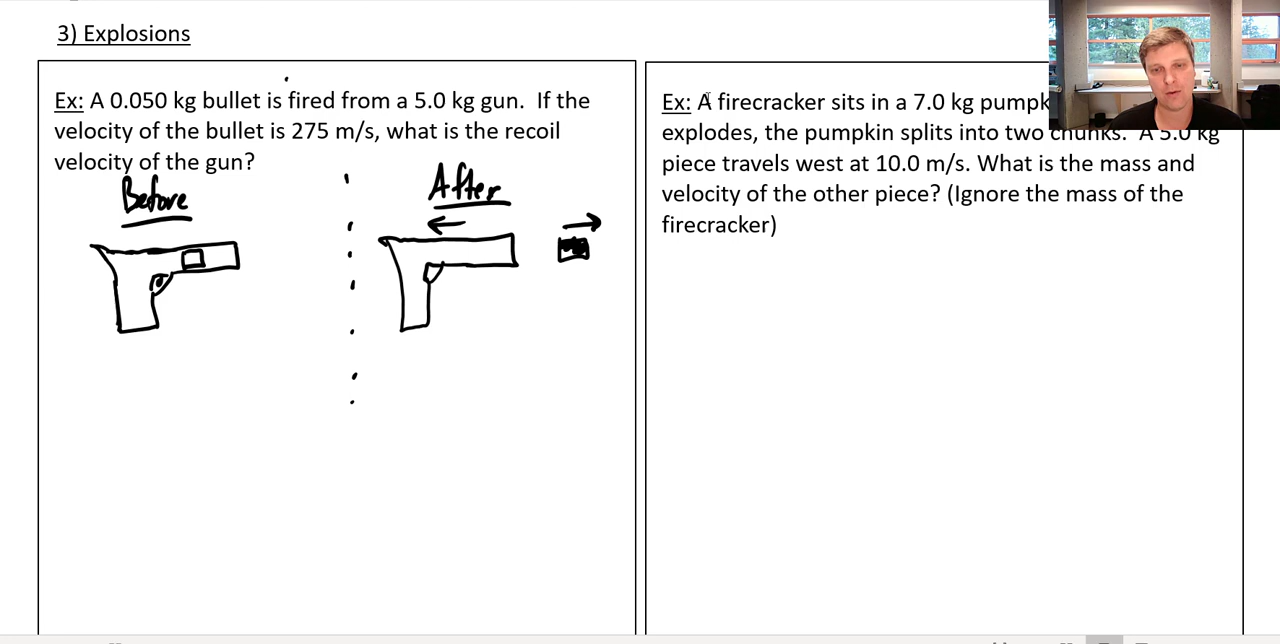 3) Explosions
Ex: A 0.050 kg bullet is fired from a 5.0 kg gun. If the
velocity of the bullet is 275 m/s, what is the recoil
velocity of the gun?
Before
After
Ex: A firecracker sits in a 7.0 kg
explodes, the pumpkin splits into two chunks. A 5.0 kg
piece travels west at 10.0 m/s. What is the mass and
velocity of the other piece? (Ignore the mass of the
firecracker)